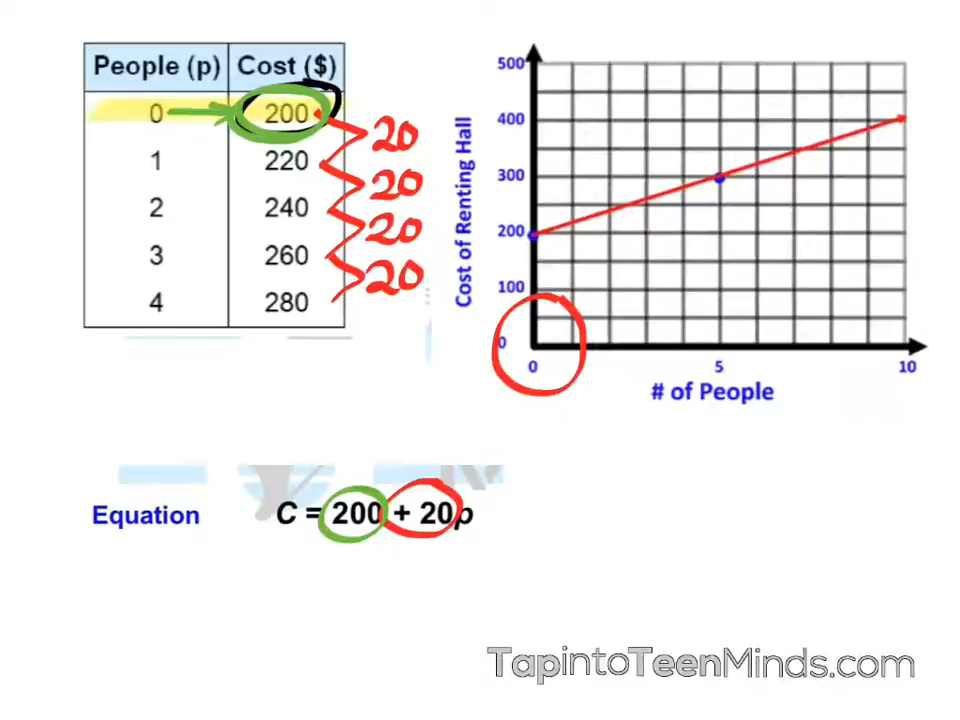 People (p) Cost ($)
0 200
1 220
2 240
3 260
4 280
20
20
20
20
500
400
300
200
100
0
0 5 10
Cost of Renting Hall
# of People
Equation C = 200 + 20p
TapintoTeenMinds.com